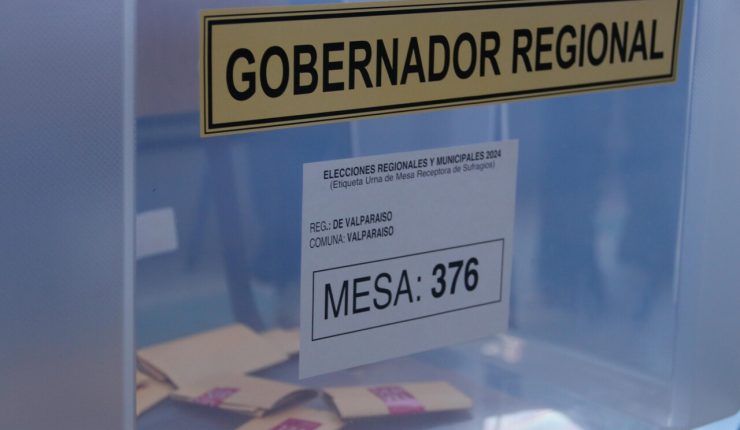 GOBERNADOR REGIONAL
ELECCIONES REGIONALES Y MUNICIPALES 2024
(Etiqueta Urna de Mesa Receptora de Sufragios)
REG.: DE VALPARAISO
COMUNA: VALPARAISO
MESA: 376